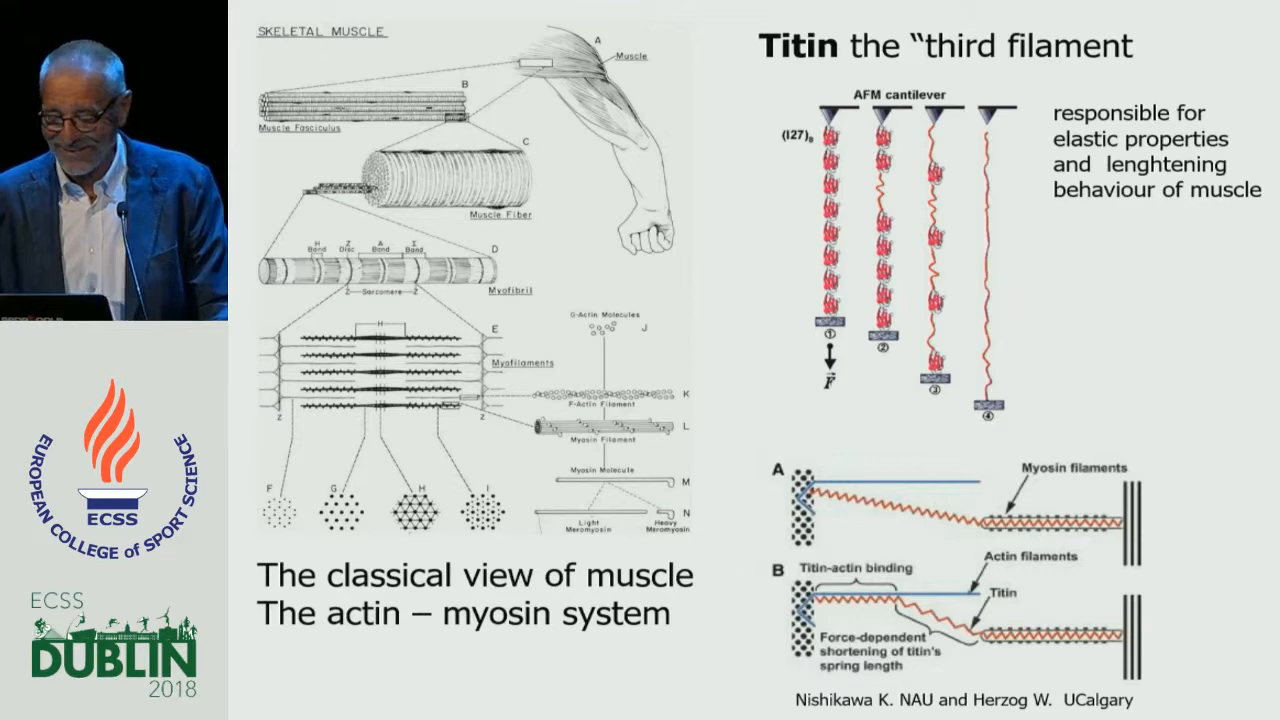 SKELETAL MUSCLE
A
Muscle
B
Muscle Fasciculus
C
Muscle Fiber
H Band
Z Disc
A Band
I Band
D
Z
Sarcomere
Z
Myofibril
H
E
Myofilaments
Z
Z
G-Actin Molecules
J
K
F-Actin Filament
L
Myosin Filament
Myosin Molecule
M
F
G
H
I
N
Light Meromyosin
Heavy Meromyosin
The classical view of muscle
The actin – myosin system
Titin the “third filament
AFM cantilever
(I27)8
1
2
3
4
F
responsible for
elastic properties
and lenghtening
behaviour of muscle
A
Myosin filaments
Actin filaments
B
Titin-actin binding
Titin
Force-dependent
shortening of titin's
spring length
Nishikawa K. NAU and Herzog W. UCalgary
EUROPEAN COLLEGE of SPORT SCIENCE
ECSS
ECSS
DUBLIN
2018